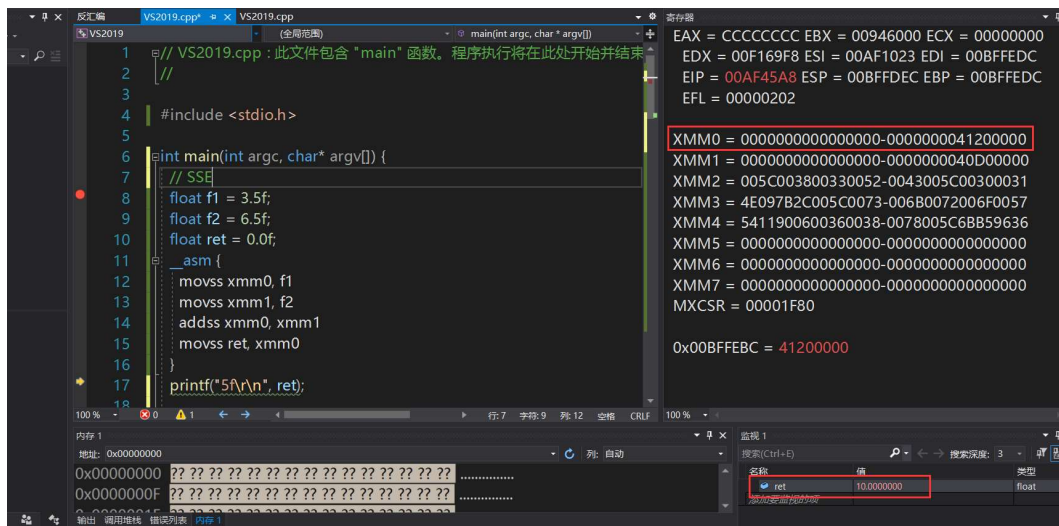 反汇编 VS2019.cpp* VS2019.cpp
VS2019 (全局范围) main(int argc, char * argv[])
1 // VS2019.cpp : 此文件包含 "main" 函数。程序执行将在此处开始并结束
2 //
3
4 #include <stdio.h>
5
6 int main(int argc, char* argv[]) {
7 // SSE
8 float f1 = 3.5f;
9 float f2 = 6.5f;
10 float ret = 0.0f;
11 __asm {
12 movss xmm0, f1
13 movss xmm1, f2
14 addss xmm0, xmm1
15 movss ret, xmm0
16 }
17 printf("5f\r\n", ret);
18
100 % 0 1 行: 7 字符: 9 列: 12 空格 CRLF
寄存器
EAX = CCCCCCCC EBX = 00946000 ECX = 00000000
EDX = 00F169F8 ESI = 00AF1023 EDI = 00BFFEDC
EIP = 00AF45A8 ESP = 00BFFDEC EBP = 00BFFEDC
EFL = 00000202
XMM0 = 0000000000000000-0000000041200000
XMM1 = 0000000000000000-0000000040D00000
XMM2 = 005C003800330052-0043005C00300031
XMM3 = 4E097B2C005C0073-006B0072006F0057
XMM4 = 5411900600360038-0078005C6BB59636
XMM5 = 0000000000000000-0000000000000000
XMM6 = 0000000000000000-0000000000000000
XMM7 = 0000000000000000-0000000000000000
MXCSR = 00001F80
0x00BFFEBC = 41200000
100 %
内存 1
地址: 0x00000000 列: 自动
0x00000000 ?? ?? ?? ?? ?? ?? ?? ?? ?? ?? ?? ?? ?? ?? ?? ...............
0x0000000F ?? ?? ?? ?? ?? ?? ?? ?? ?? ?? ?? ?? ?? ?? ?? ...............
输出 调用堆栈 错误列表 内存 1
监视 1
搜索(Ctrl+E) 搜索深度: 3
名称 值 类型
ret 10.0000000 float
添加要监视的项